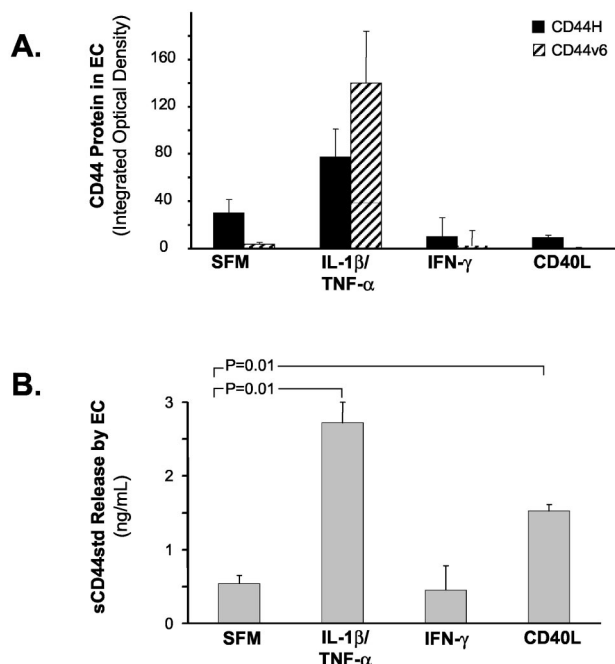 A.
CD44H
CD44v6
CD44 Protein in EC
(Integrated Optical Density)
160
120
80
40
0
SFM
IL-1β/
TNF-α
IFN-γ
CD40L
B.
P=0.01
P=0.01
sCD44std Release by EC
(ng/mL)
3
2
1
0
SFM
IL-1β/
TNF-α
IFN-γ
CD40L